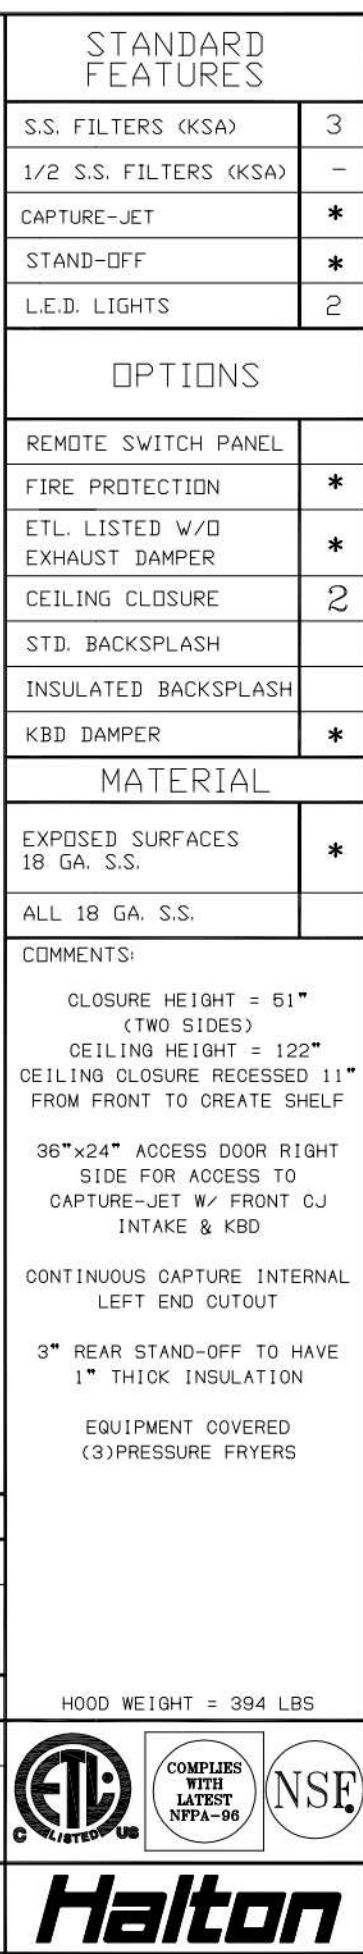 STANDARD
FEATURES
S.S. FILTERS (KSA) 3
1/2 S.S. FILTERS (KSA) -
CAPTURE-JET *
STAND-OFF *
L.E.D. LIGHTS 2
OPTIONS
REMOTE SWITCH PANEL
FIRE PROTECTION *
ETL. LISTED W/O
EXHAUST DAMPER *
CEILING CLOSURE 2
STD. BACKSPLASH
INSULATED BACKSPLASH
KBD DAMPER *
MATERIAL
EXPOSED SURFACES
18 GA. S.S. *
ALL 18 GA. S.S.
COMMENTS:
CLOSURE HEIGHT = 51"
(TWO SIDES)
CEILING HEIGHT = 122"
CEILING CLOSURE RECESSED 11"
FROM FRONT TO CREATE SHELF
36"x24" ACCESS DOOR RIGHT
SIDE FOR ACCESS TO
CAPTURE-JET W/ FRONT CJ
INTAKE & KBD
CONTINUOUS CAPTURE INTERNAL
LEFT END CUTOUT
3" REAR STAND-OFF TO HAVE
1" THICK INSULATION
EQUIPMENT COVERED
(3)PRESSURE FRYERS
HOOD WEIGHT = 394 LBS
ETL
C LISTED US
COMPLIES
WITH
LATEST
NFPA-96
NSF.
Halton